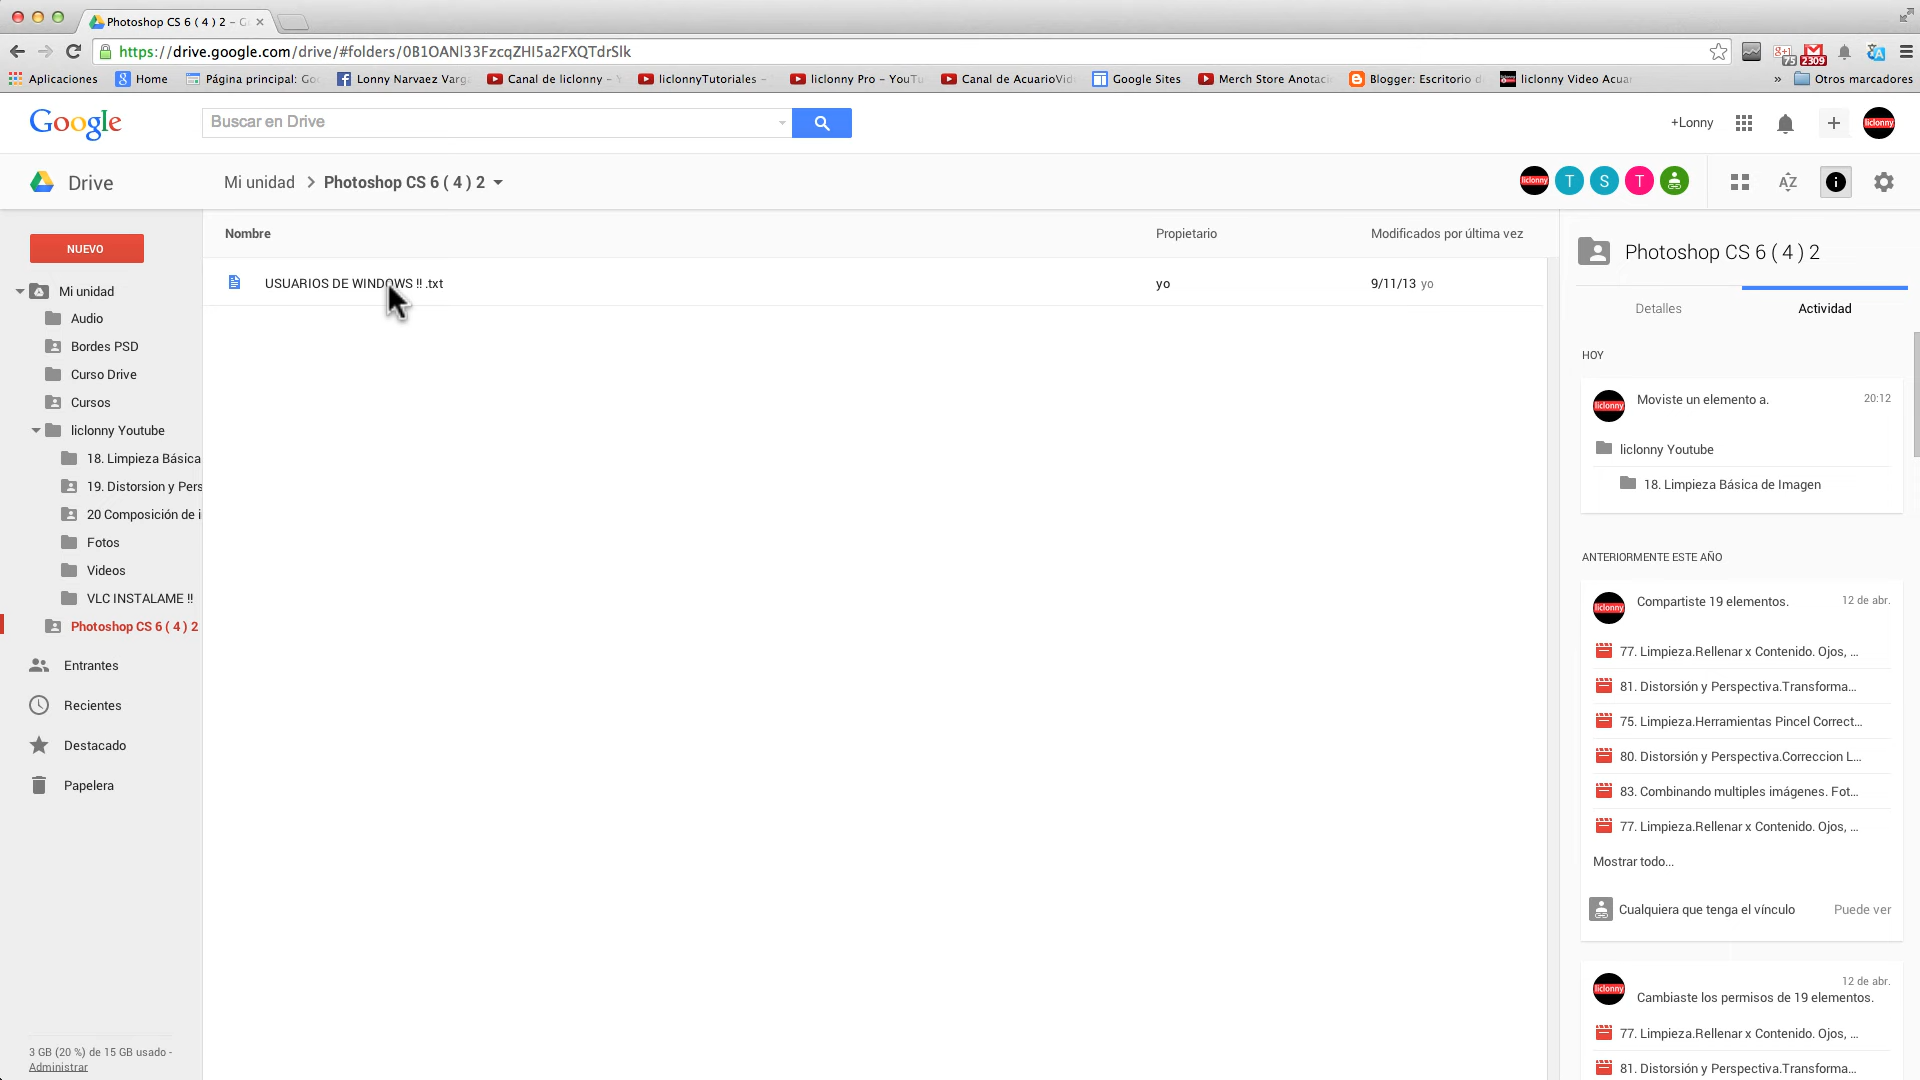 Photoshop CS 6 ( 4 ) 2 – G
https://drive.google.com/drive/#folders/0B1OANl33FzcqZHl5a2FXQTdrSlk
75
2309
Aplicaciones
Home
Página principal: Go
Lonny Narvaez Varga
Canal de liclonny – Y
liclonnyTutoriales –
liclonny Pro – YouTu
Canal de AcuarioVid
Google Sites
Merch Store Anotaci
Blogger: Escritorio d
liclonny Video Acuar
»
Otros marcadores
Google
Buscar en Drive
+Lonny
liclonny
Drive
Mi unidad
Photoshop CS 6 ( 4 ) 2
liclonny
T
S
T
AZ
NUEVO
Nombre
Propietario
Modificados por última vez
USUARIOS DE WINDOWS !! .txt
yo
9/11/13 yo
Mi unidad
Audio
Bordes PSD
Curso Drive
Cursos
liclonny Youtube
18. Limpieza Básica
19. Distorsion y Pers
20 Composición de i
Fotos
Videos
VLC INSTALAME !!
Photoshop CS 6 ( 4 ) 2
Entrantes
Recientes
Destacado
Papelera
3 GB (20 %) de 15 GB usado -
Administrar
Photoshop CS 6 ( 4 ) 2
Detalles
Actividad
HOY
liclonny
Moviste un elemento a.
20:12
liclonny Youtube
18. Limpieza Básica de Imagen
ANTERIORMENTE ESTE AÑO
liclonny
Compartiste 19 elementos.
12 de abr.
77. Limpieza.Rellenar x Contenido. Ojos, ...
81. Distorsión y Perspectiva.Transforma...
75. Limpieza.Herramientas Pincel Correct...
80. Distorsión y Perspectiva.Correccion L...
83. Combinando multiples imágenes. Fot...
77. Limpieza.Rellenar x Contenido. Ojos, ...
Mostrar todo...
Cualquiera que tenga el vínculo
Puede ver
12 de abr.
liclonny
Cambiaste los permisos de 19 elementos.
77. Limpieza.Rellenar x Contenido. Ojos, ...
81. Distorsión y Perspectiva.Transforma...